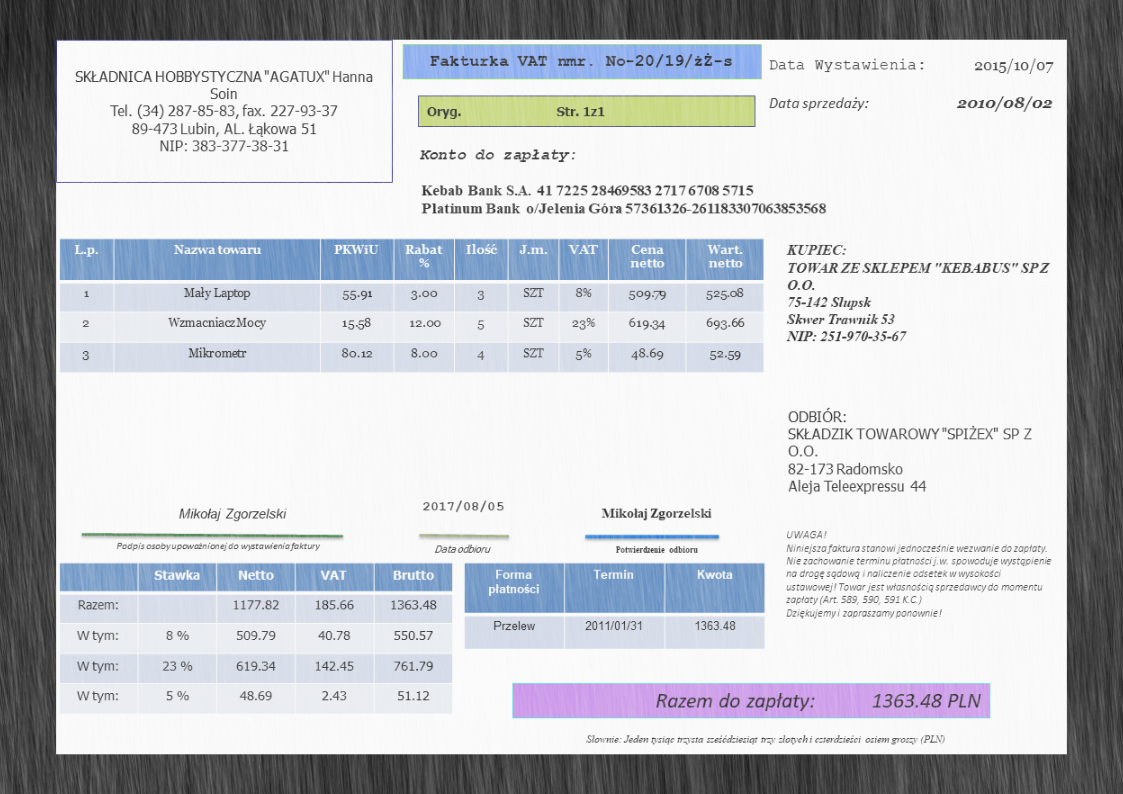 SKŁADNICA HOBBYSTYCZNA "AGATUX" Hanna
Soin
Tel. (34) 287-85-83, fax. 227-93-37
89-473 Lubin, AL. Łąkowa 51
NIP: 383-377-38-31
Fakturka VAT nmr. No-20/19/żŻ-s
Oryg. Str. 1z1
Data Wystawienia: 2015/10/07
Data sprzedaży: 2010/08/02
Konto do zapłaty:
Kebab Bank S.A. 41 7225 28469583 2717 6708 5715
Platinum Bank o/Jelenia Góra 57361326-261183307063853568
L.p. Nazwa towaru PKWiU Rabat % Ilość J.m. VAT Cena netto Wart. netto
1 Mały Laptop 55.91 3.00 3 SZT 8% 509.79 525.08
2 Wzmacniacz Mocy 15.58 12.00 5 SZT 23% 619.34 693.66
3 Mikrometr 80.12 8.00 4 SZT 5% 48.69 52.59
KUPIEC:
TOWAR ZE SKLEPEM "KEBABUS" SP Z
O.O.
75-142 Słupsk
Skwer Trawnik 53
NIP: 251-970-35-67
ODBIÓR:
SKŁADZIK TOWAROWY "SPIŻEX" SP Z
O.O.
82-173 Radomsko
Aleja Teleexpressu 44
Mikołaj Zgorzelski
Podpis osoby upoważnionej do wystawienia faktury
2017/08/05
Data odbioru
Mikołaj Zgorzelski
Potwierdzenie odbioru
UWAGA!
Niniejsza faktura stanowi jednocześnie wezwanie do zapłaty.
Nie zachowanie terminu płatności j.w. spowoduje wystąpienie
na drogę sądową i naliczenie odsetek w wysokości
ustawowej! Towar jest własnością sprzedawcy do momentu
zapłaty (Art. 589, 590, 591 K.C.)
Dziękujemy i zapraszamy ponownie!
Stawka Netto VAT Brutto
Razem: 1177.82 185.66 1363.48
W tym: 8 % 509.79 40.78 550.57
W tym: 23 % 619.34 142.45 761.79
W tym: 5 % 48.69 2.43 51.12
Forma płatności Termin Kwota
Przelew 2011/01/31 1363.48
Razem do zapłaty: 1363.48 PLN
Słownie: Jeden tysiąc trzysta sześćdziesiąt trzy złotych i czterdzieści osiem groszy (PLN)